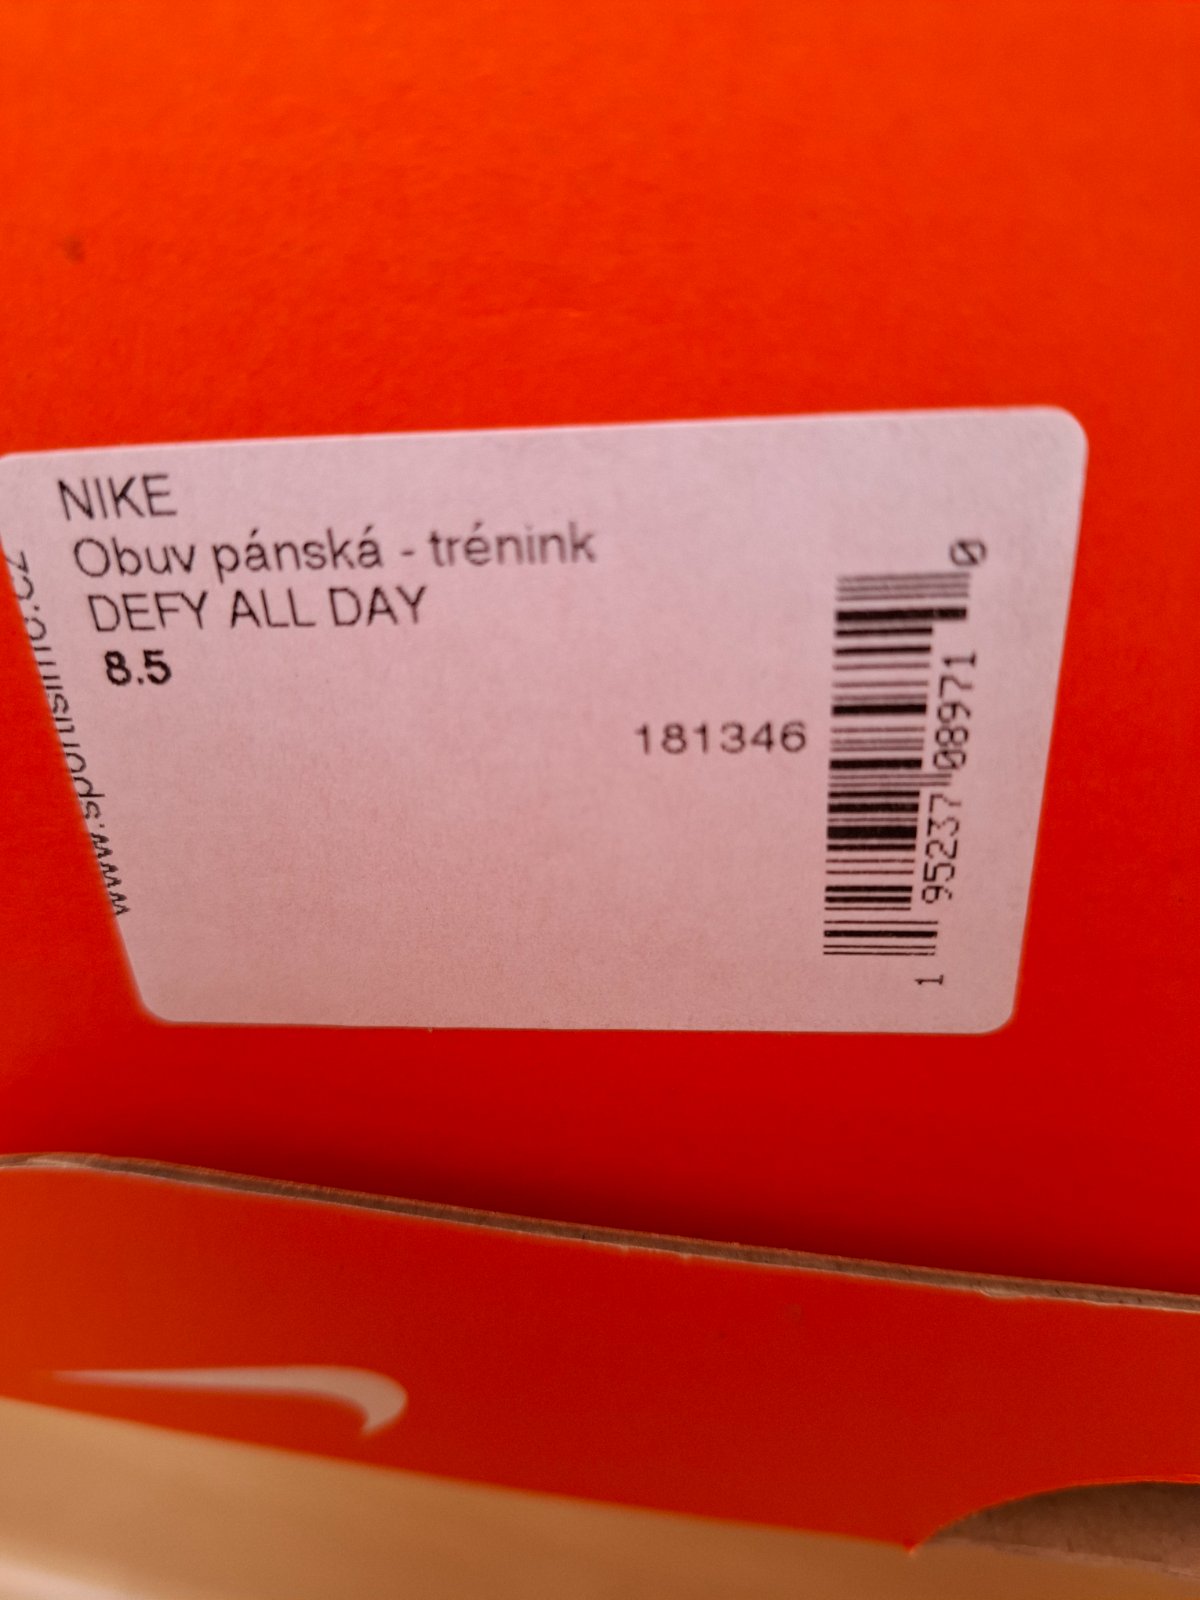 NIKE
Obuv pánská - trénink
DEFY ALL DAY
8.5
181346
1 95237 08971 0
www.sportisimo.cz